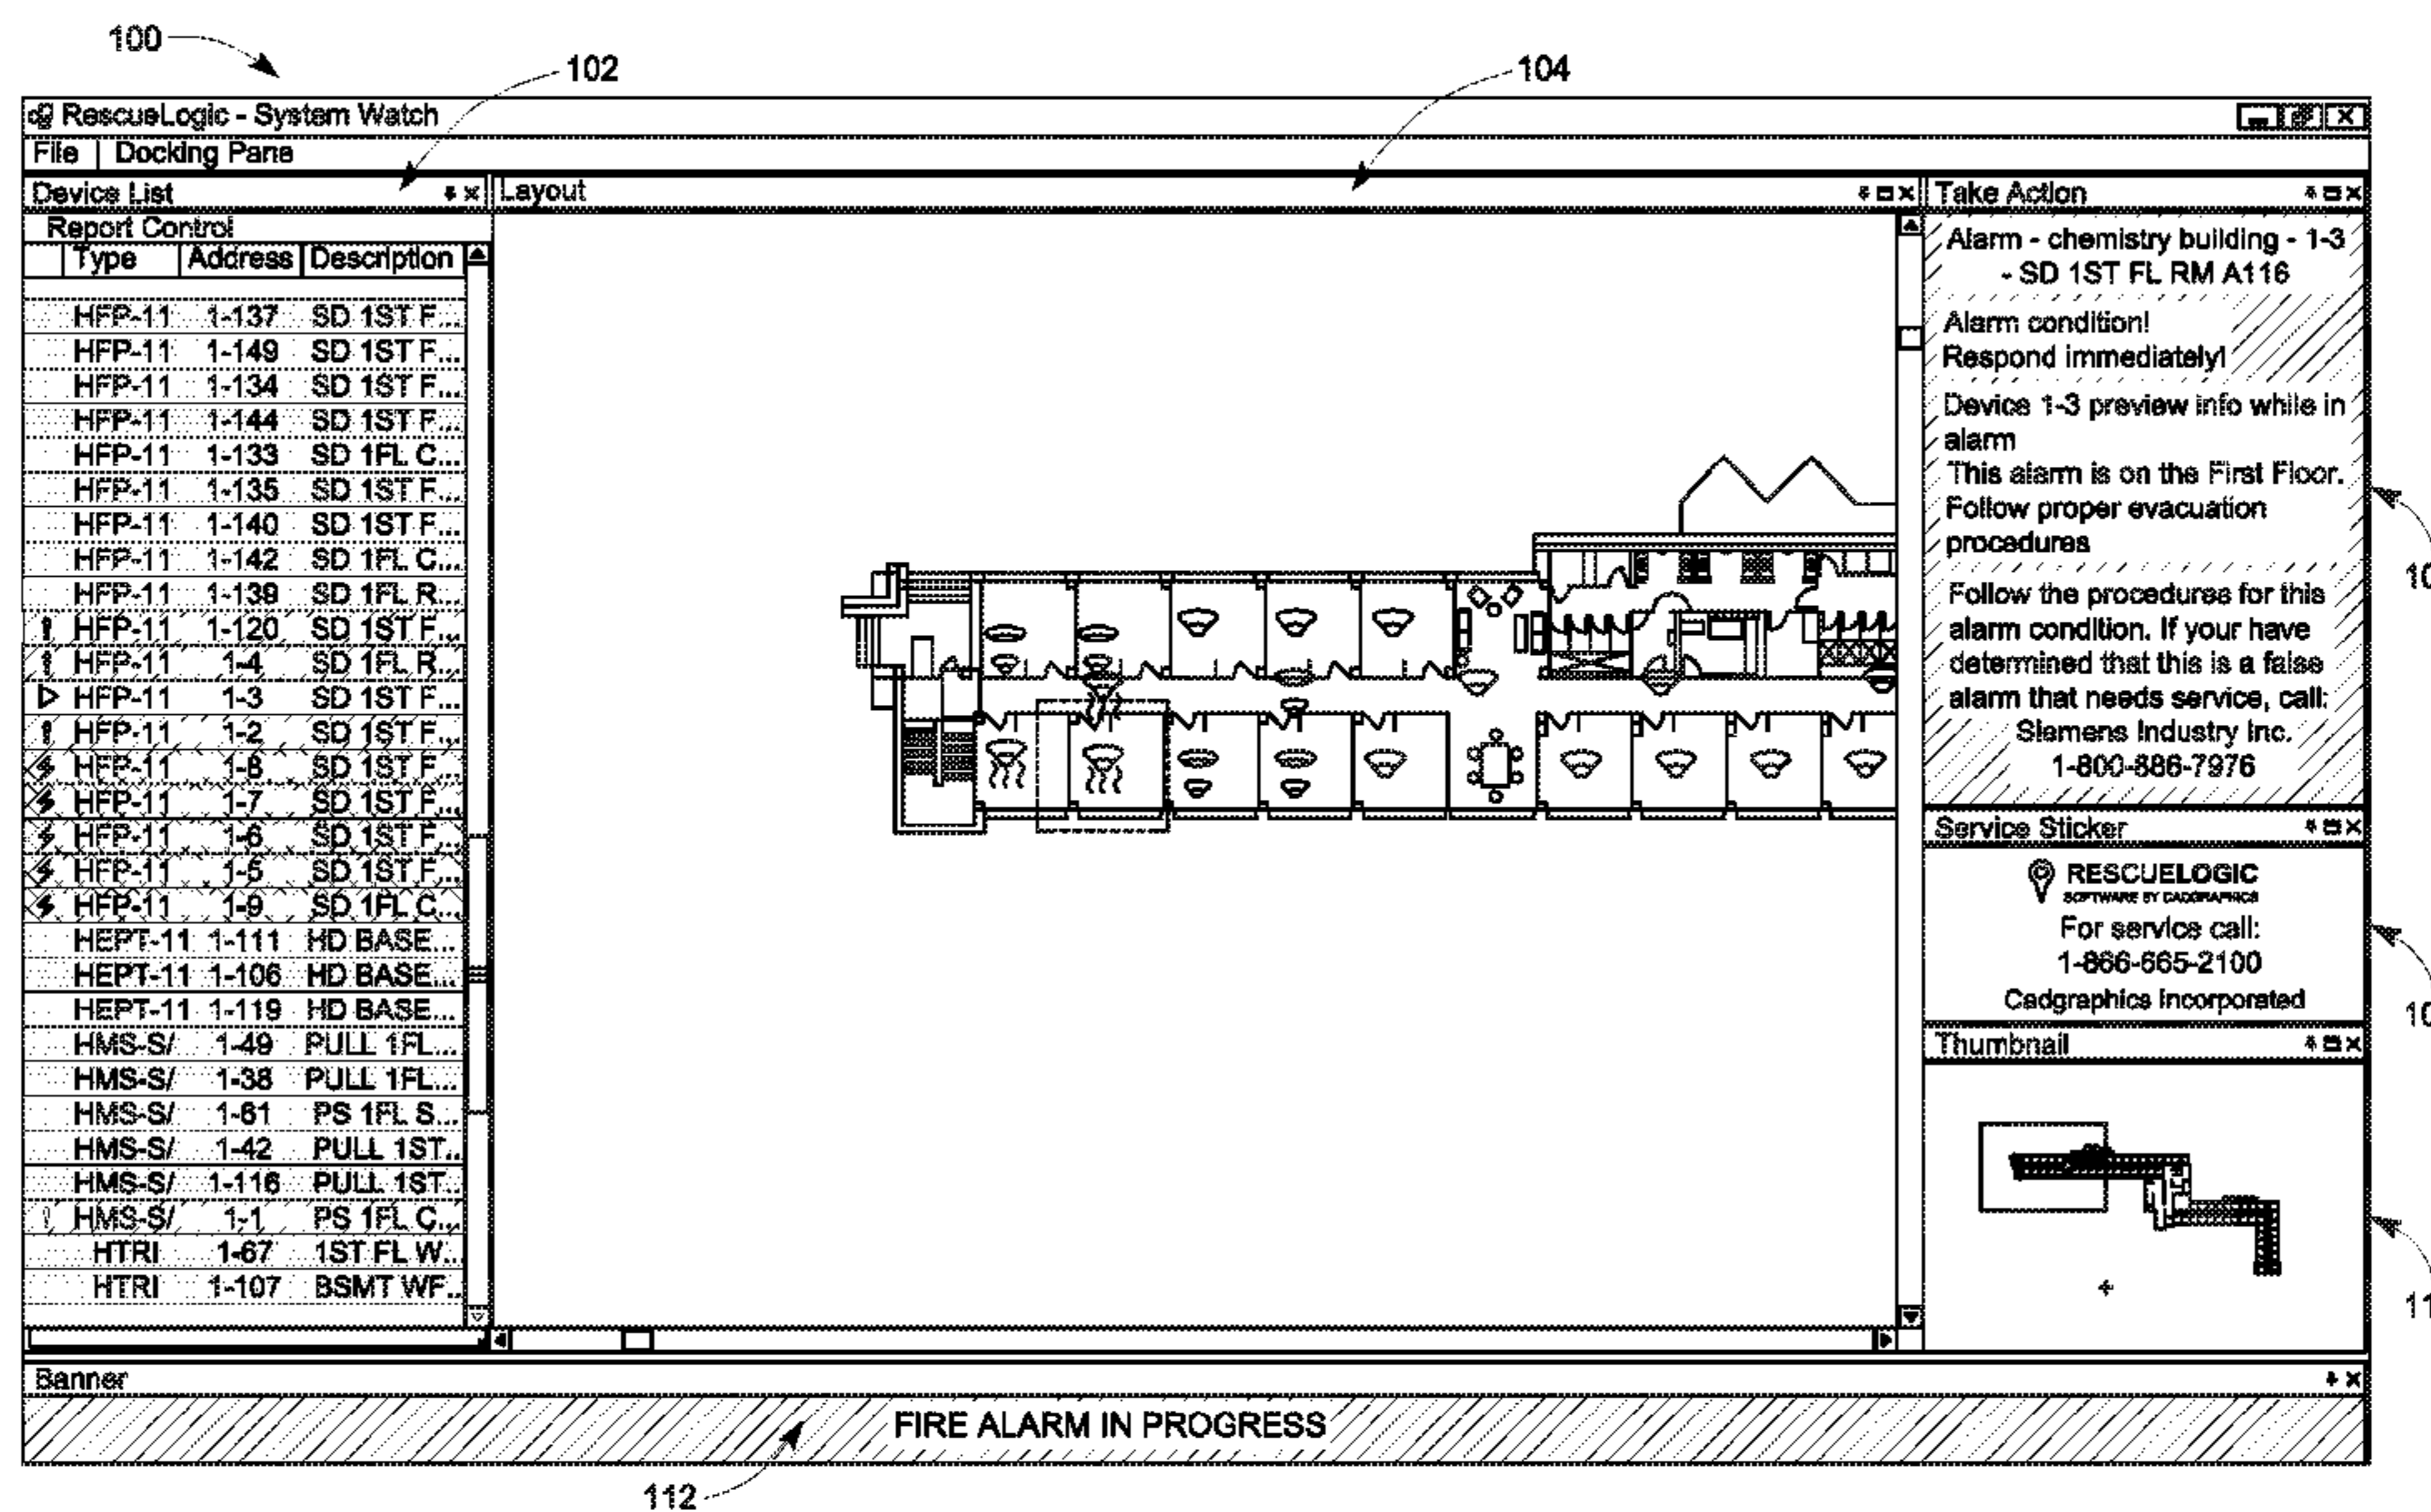 100
102
104
RescueLogic - System Watch
File | Docking Pane
Device List
Layout
Take Action
Report Control
Type Address Description
HFP-11 1-137 SD 1ST F...
HFP-11 1-149 SD 1ST F...
HFP-11 1-134 SD 1ST F...
HFP-11 1-144 SD 1ST F...
HFP-11 1-133 SD 1FL C...
HFP-11 1-135 SD 1ST F...
HFP-11 1-140 SD 1ST F...
HFP-11 1-142 SD 1FL C...
HFP-11 1-139 SD 1FL R...
! HFP-11 1-120 SD 1ST F...
! HFP-11 1-4 SD 1FL R...
HFP-11 1-3 SD 1ST F...
! HFP-11 1-2 SD 1ST F...
HFP-11 1-8 SD 1ST F...
HFP-11 1-7 SD 1ST F...
HFP-11 1-6 SD 1ST F...
HFP-11 1-5 SD 1ST F...
HFP-11 1-9 SD 1FL C...
HEPT-11 1-111 HD BASE...
HEPT-11 1-106 HD BASE...
HEPT-11 1-119 HD BASE...
HMS-S/ 1-49 PULL 1FL...
HMS-S/ 1-38 PULL 1FL...
HMS-S/ 1-61 PS 1FL S...
HMS-S/ 1-42 PULL 1ST..
HMS-S/ 1-116 PULL 1ST..
! HMS-S/ 1-1 PS 1FL C...
HTRI 1-67 1ST FL W...
HTRI 1-107 BSMT WF..
Alarm - chemistry building - 1-3
- SD 1ST FL RM A116
Alarm condition!
Respond immediately!
Device 1-3 preview info while in
alarm
This alarm is on the First Floor.
Follow proper evacuation
procedures
Follow the procedures for this
alarm condition. If your have
determined that this is a false
alarm that needs service, call:
Siemens Industry Inc.
1-800-886-7976
10
Service Sticker
RESCUELOGIC
SOFTWARE BY CADGRAPHICS
For service call:
1-866-665-2100
Cadgraphics Incorporated
10
Thumbnail
11
Banner
FIRE ALARM IN PROGRESS
112